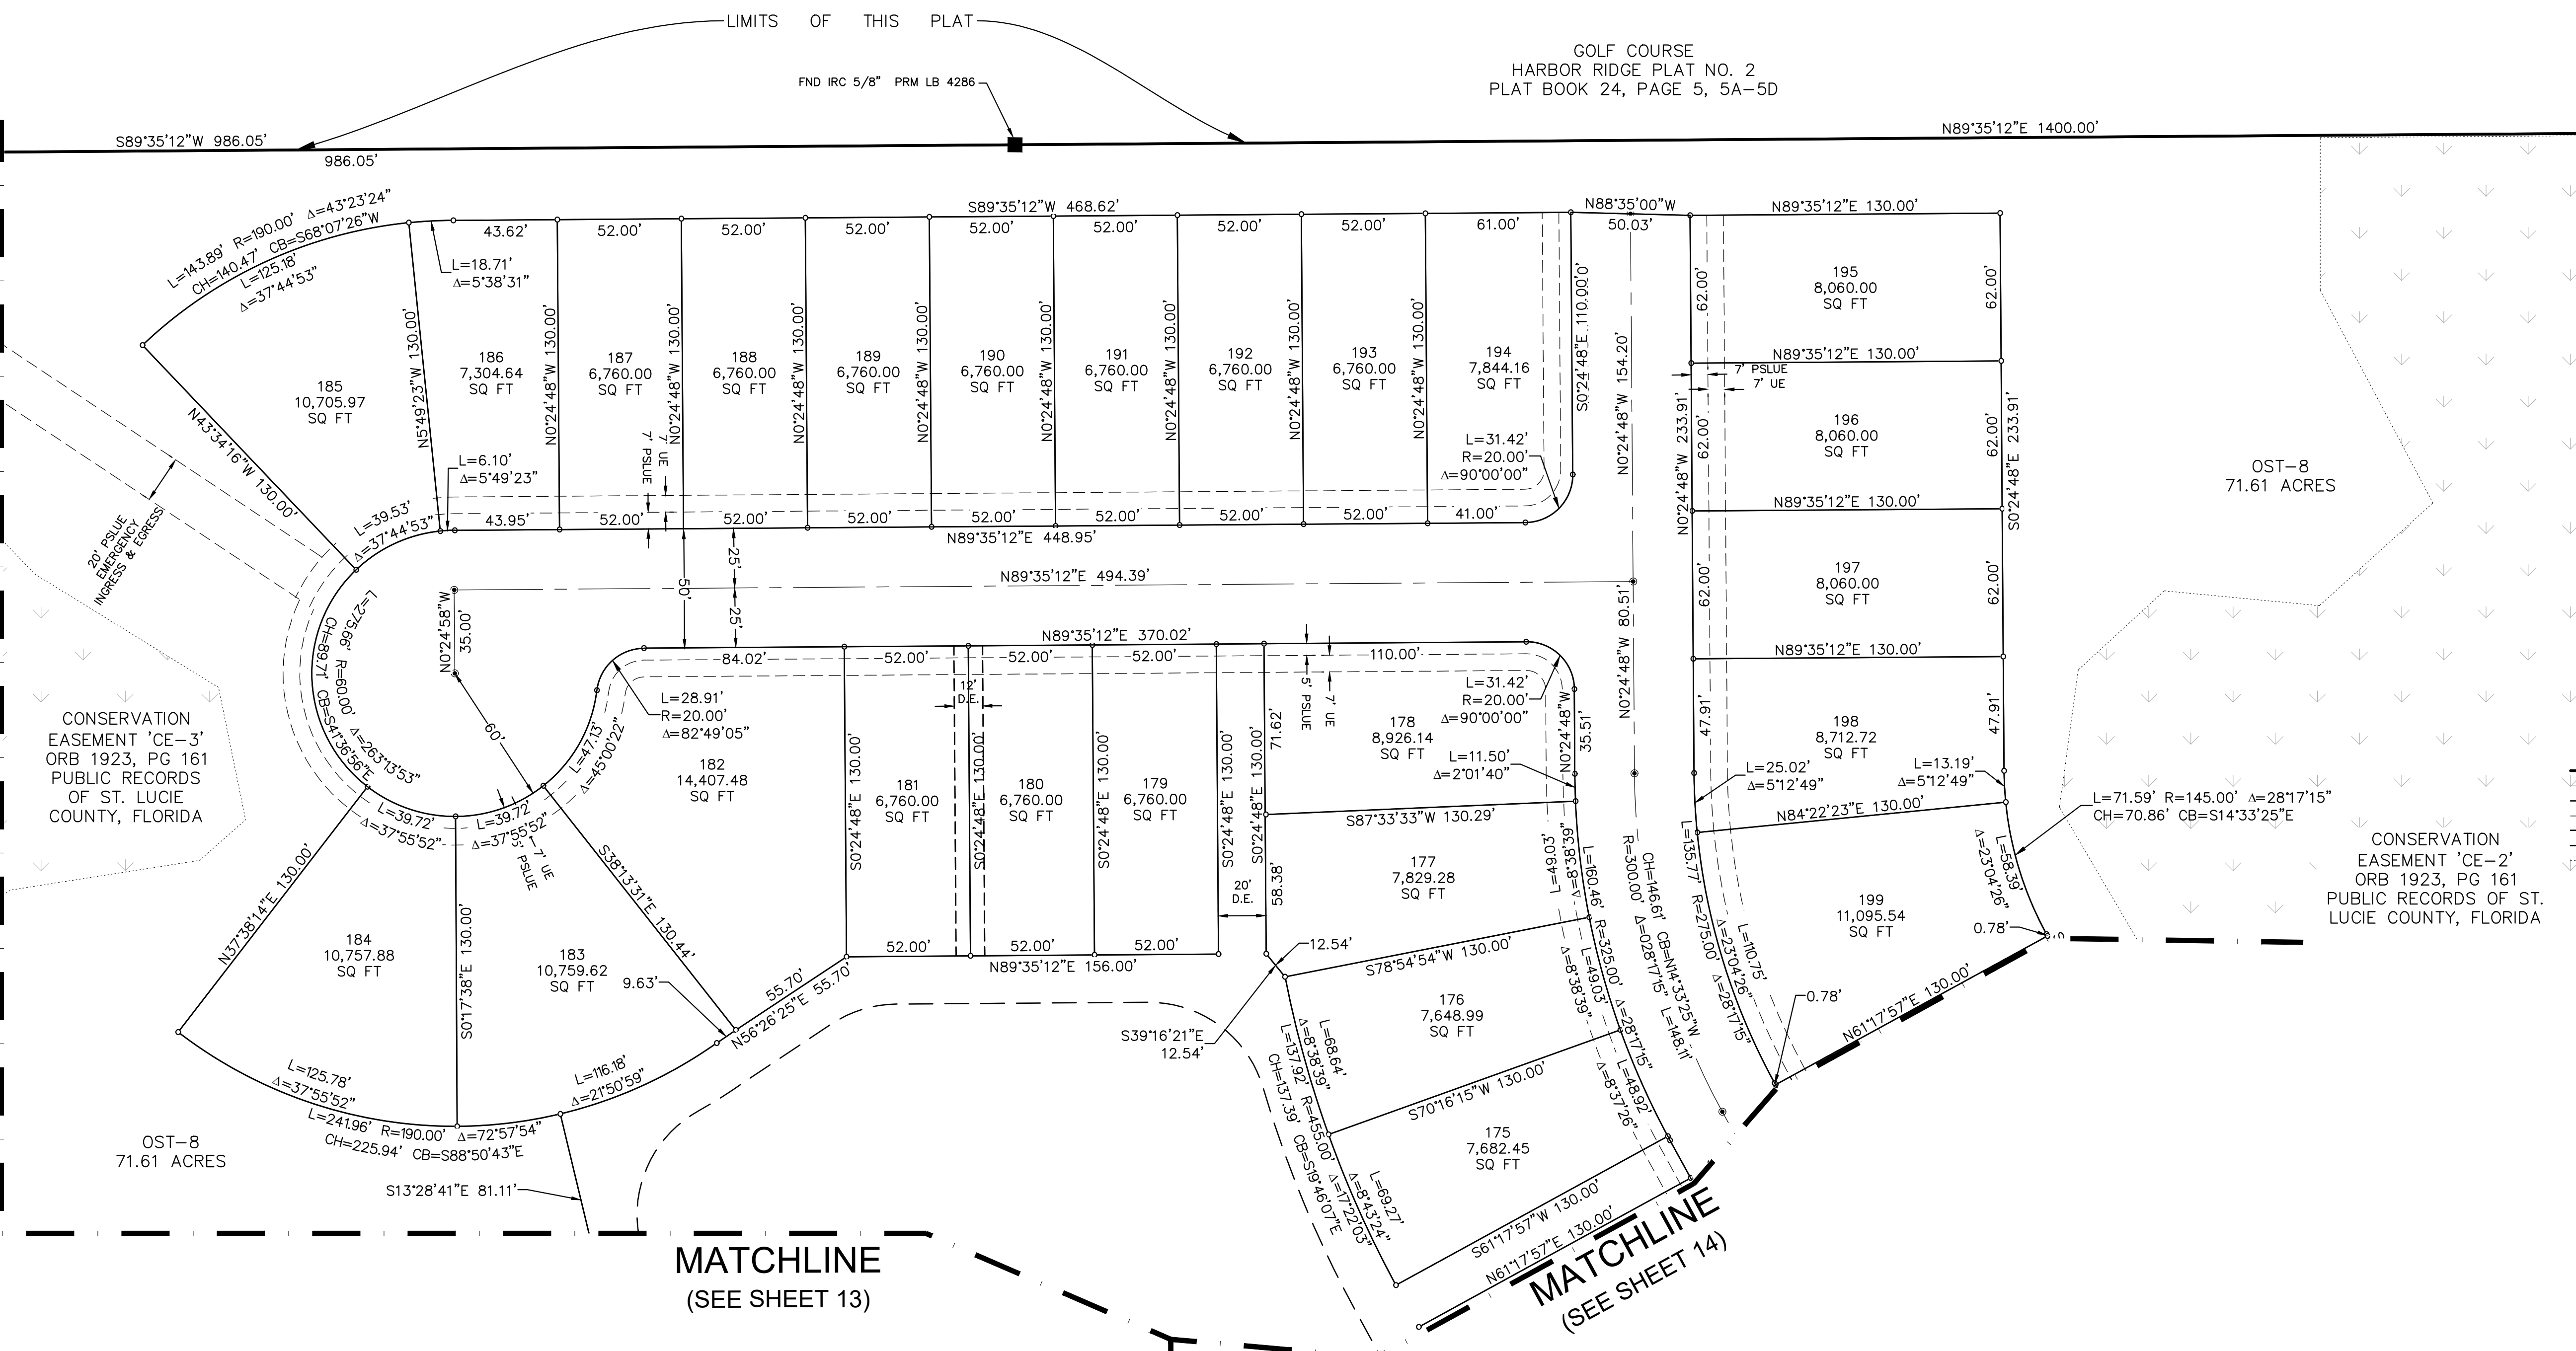 LIMITS OF THIS PLAT
FND IRC 5/8" PRM LB 4286
GOLF COURSE
HARBOR RIDGE PLAT NO. 2
PLAT BOOK 24, PAGE 5, 5A-5D
S89°35'12"W 986.05'
986.05'
N89°35'12"E 1400.00'
L=143.89' R=190.00' Δ=43°23'24"
CH=140.47' CB=S68°07'26"W
L=125.18'
Δ=37°44'53"
S89°35'12"W 468.62'
43.62'
52.00'
52.00'
52.00'
52.00'
52.00'
52.00'
52.00'
61.00'
N88°35'00"W
50.03'
N89°35'12"E 130.00'
L=18.71'
Δ=5°38'31"
N43°34'16"W 130.00'
185
10,705.97
SQ FT
N5°49'23"W 130.00'
186
7,304.64
SQ FT
N0°24'48"W 130.00'
187
6,760.00
SQ FT
N0°24'48"W 130.00'
188
6,760.00
SQ FT
N0°24'48"W 130.00'
189
6,760.00
SQ FT
N0°24'48"W 130.00'
190
6,760.00
SQ FT
N0°24'48"W 130.00'
191
6,760.00
SQ FT
N0°24'48"W 130.00'
192
6,760.00
SQ FT
N0°24'48"W 130.00'
193
6,760.00
SQ FT
N0°24'48"W 130.00'
194
7,844.16
SQ FT
S0°24'48"E 110.00'0'
N0°24'48"W 154.20'
L=31.42'
R=20.00'
Δ=90°00'00"
7' PSLUE
7' UE
L=6.10'
Δ=5°49'23"
43.95'
52.00'
52.00'
52.00'
52.00'
52.00'
52.00'
52.00'
41.00'
N89°35'12"E 448.95'
195
8,060.00
SQ FT
62.00'
62.00'
N89°35'12"E 130.00'
7' PSLUE
7' UE
196
8,060.00
SQ FT
62.00'
62.00'
N0°24'48"W 233.91'
S0°24'48"E 233.91'
N89°35'12"E 130.00'
197
8,060.00
SQ FT
62.00'
62.00'
N89°35'12"E 130.00'
198
8,712.72
SQ FT
47.91'
47.91'
L=25.02'
Δ=5°12'49"
L=13.19'
Δ=5°12'49"
N84°22'23"E 130.00'
L=71.59' R=145.00' Δ=28°17'15"
CH=70.86' CB=S14°33'25"E
L=58.39'
Δ=23°04'26"
199
11,095.54
SQ FT
0.78'
0.78'
N61°17'57"E 130.00'
L=135.77' R=275.00' Δ=28°17'15"
L=110.75'
Δ=23°04'26"
OST-8
71.61 ACRES
CONSERVATION
EASEMENT 'CE-2'
ORB 1923, PG 161
PUBLIC RECORDS OF ST.
LUCIE COUNTY, FLORIDA
20' PSLUE
EMERGENCY
INGRESS & EGRESS
L=39.53'
Δ=37°44'53"
L=275.66' R=60.00' Δ=263°13'53"
CH=89.71' CB=S41°36'56"E
N0°24'58"W
35.00'
60'
25'
50'
25'
N89°35'12"E 494.39'
N0°24'48"W 80.51'
N89°35'12"E 370.02'
84.02'
52.00'
52.00'
52.00'
110.00'
L=28.91'
R=20.00'
Δ=82°49'05"
L=47.13'
Δ=45°00'22"
12'
D.E.
5' PSLUE
7' UE
L=31.42'
R=20.00'
Δ=90°00'00"
N0°24'48"W
35.51'
L=11.50'
Δ=2°01'40"
CONSERVATION
EASEMENT 'CE-3'
ORB 1923, PG 161
PUBLIC RECORDS
OF ST. LUCIE
COUNTY, FLORIDA
L=39.72'
Δ=37°55'52"
L=39.72'
Δ=37°55'52"
7' UE
5' PSLUE
182
14,407.48
SQ FT
S0°24'48"E 130.00'
181
6,760.00
SQ FT
S0°24'48"E 130.00'
180
6,760.00
SQ FT
S0°24'48"E 130.00'
179
6,760.00
SQ FT
S0°24'48"E 130.00'
S0°24'48"E 130.00'
71.62'
58.38'
20'
D.E.
178
8,926.14
SQ FT
S87°33'33"W 130.29'
177
7,829.28
SQ FT
L=49.03'
Δ=8°38'39"
L=160.46' R=325.00' Δ=28°17'15"
CH=146.61' CB=N14°33'25"W
R=300.00' Δ=028°17'15" L=148.11'
S78°54'54"W 130.00'
L=49.03'
Δ=8°38'39"
176
7,648.99
SQ FT
S70°16'15"W 130.00'
L=48.92'
Δ=8°37'26"
175
7,682.45
SQ FT
S61°17'57"W 130.00'
N61°17'57"E 130.00'
L=68.64'
Δ=8°38'39"
L=137.92' R=455.00' Δ=17°22'03"
CH=137.39' CB=S19°46'07"E
L=69.27'
Δ=8°43'24"
12.54'
S39°16'21"E
12.54'
52.00'
52.00'
52.00'
N89°35'12"E 156.00'
55.70'
N56°26'25"E 55.70'
9.63'
S38°13'31"E 130.44'
183
10,759.62
SQ FT
S0°17'38"E 130.00'
184
10,757.88
SQ FT
N37°38'14"E 130.00'
L=125.78'
Δ=37°55'52"
L=116.18'
Δ=21°50'59"
L=241.96' R=190.00' Δ=72°57'54"
CH=225.94' CB=S88°50'43"E
OST-8
71.61 ACRES
S13°28'41"E 81.11'
MATCHLINE
(SEE SHEET 13)
MATCHLINE
(SEE SHEET 14)